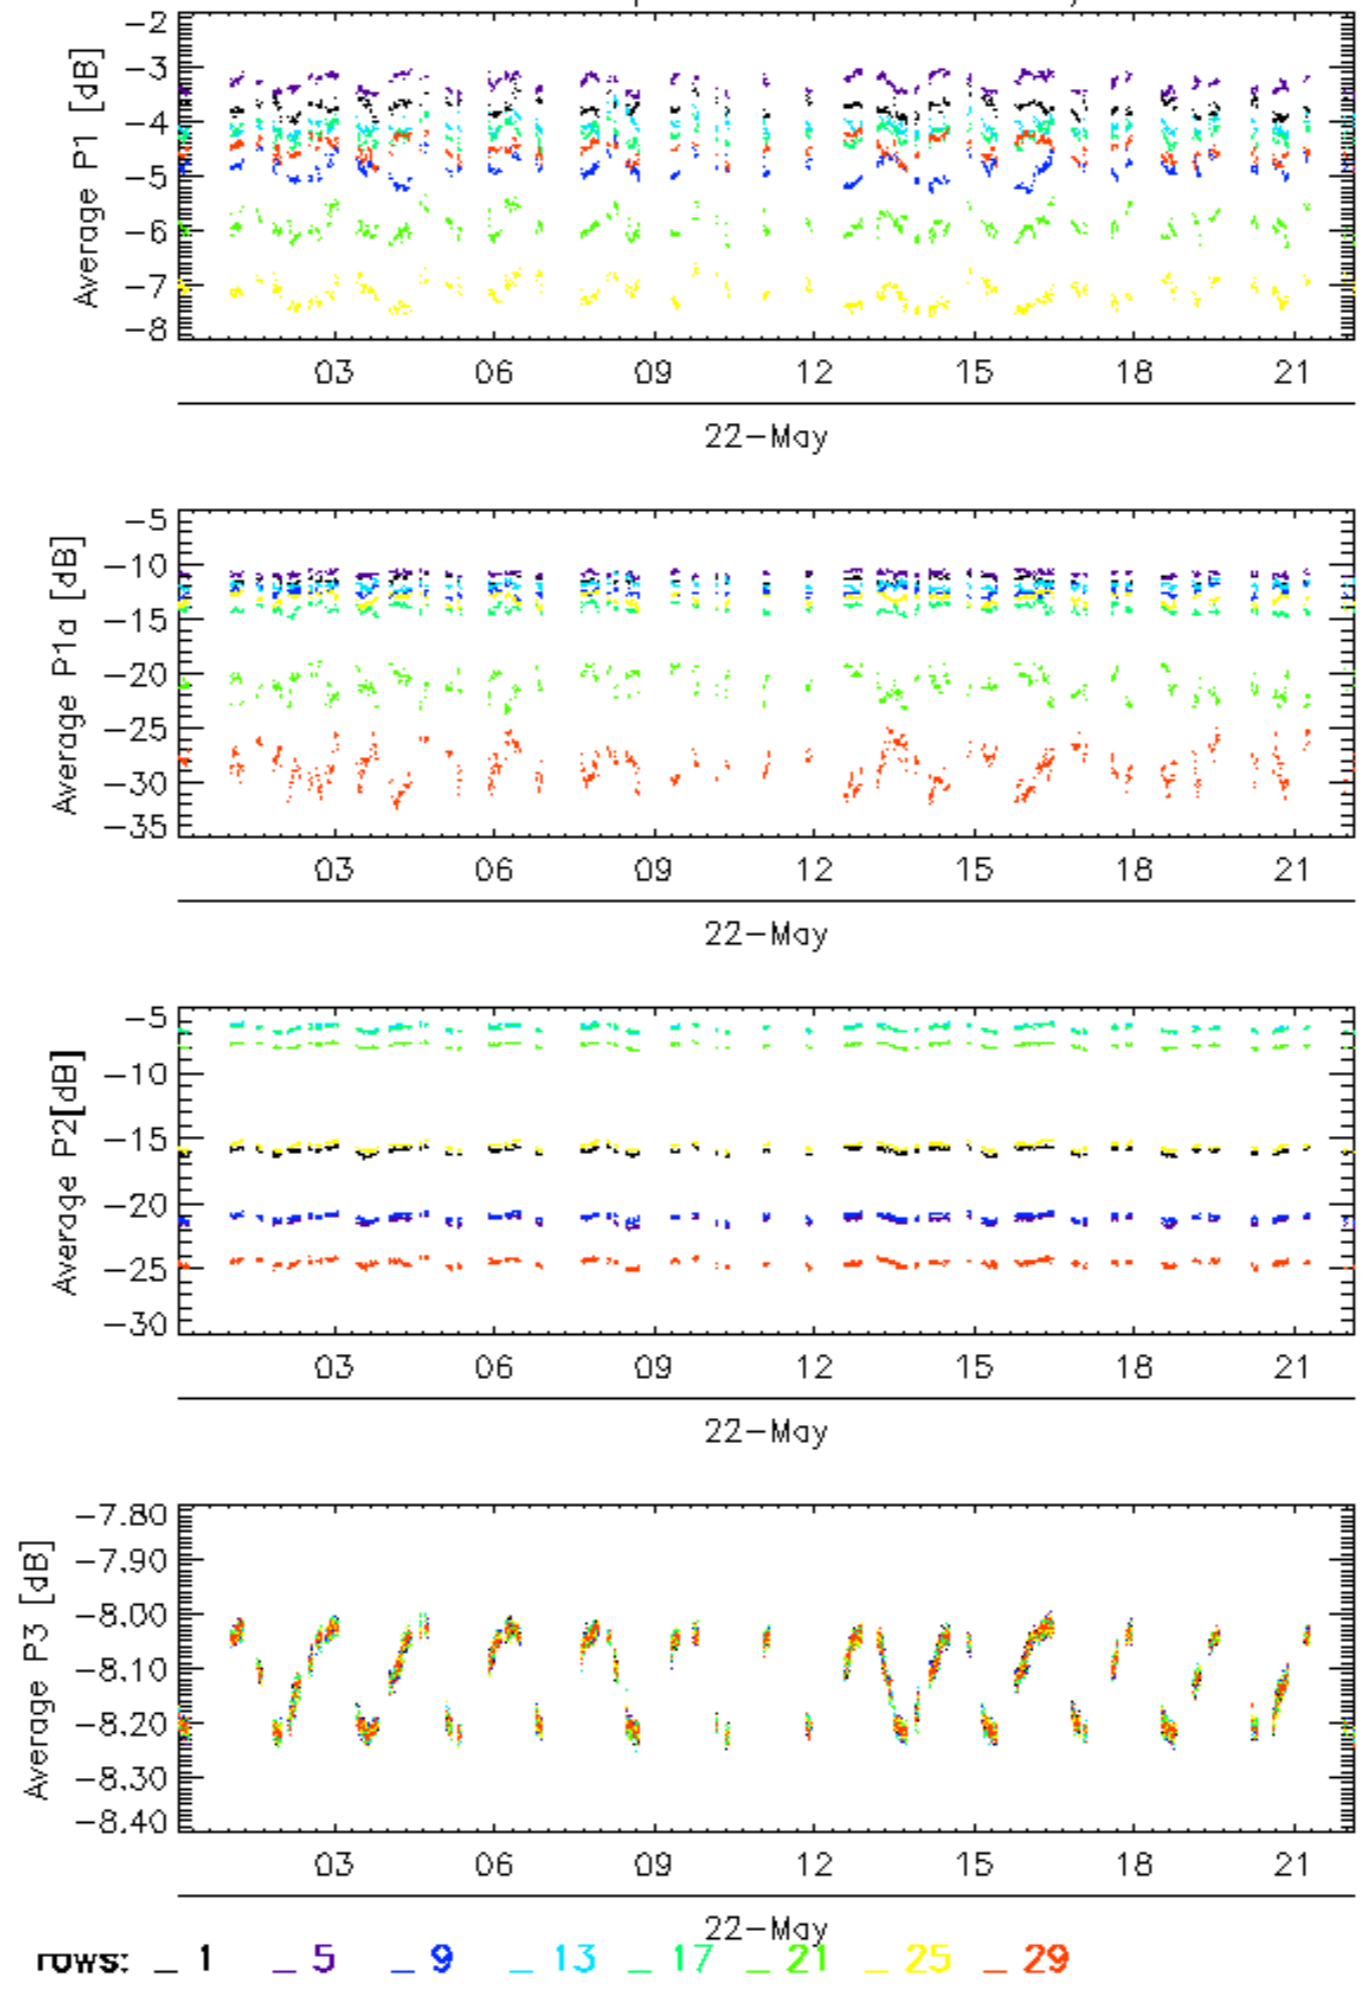 Average P1 [dB]
-2
-3
-4
-5
-6
-7
-8
03 06 09 12 15 18 21
22-May
Average P1a [dB]
-5
-10
-15
-20
-25
-30
-35
03 06 09 12 15 18 21
22-May
Average P2[dB]
-5
-10
-15
-20
-25
-30
03 06 09 12 15 18 21
22-May
Average P3 [dB]
-7.80
-7.90
-8.00
-8.10
-8.20
-8.30
-8.40
03 06 09 12 15 18 21
22-May
rows: _ 1 _ 5 _ 9 _ 13 _ 17 _ 21 _ 25 _ 29